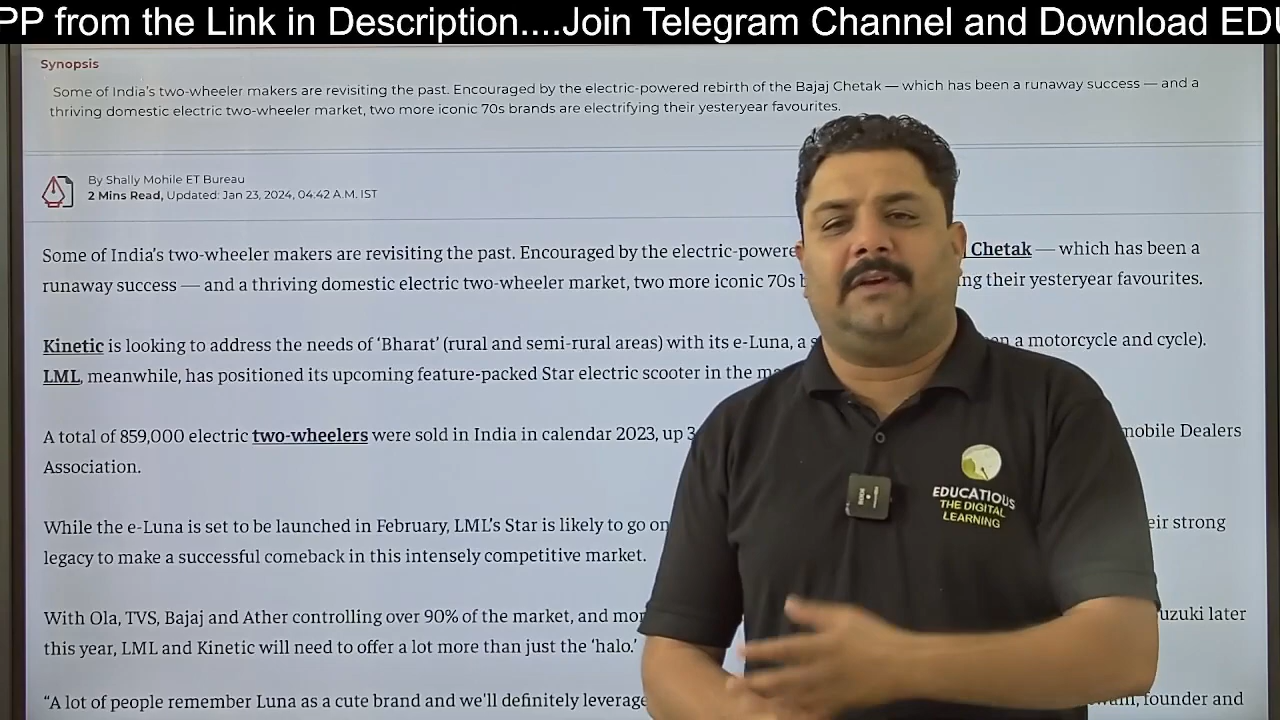 PP from the Link in Description....Join Telegram Channel and Download EDU
Synopsis
Some of India's two-wheeler makers are revisiting the past. Encouraged by the electric-powered rebirth of the Bajaj Chetak — which has been a runaway success — and a
thriving domestic electric two-wheeler market, two more iconic 70s brands are electrifying their yesteryear favourites.
By Shally Mohile ET Bureau
2 Mins Read, Updated: Jan 23, 2024, 04:42 A.M. IST
Some of India's two-wheeler makers are revisiting the past. Encouraged by the electric-powere Chetak — which has been a
runaway success — and a thriving domestic electric two-wheeler market, two more iconic 70s ng their yesteryear favourites.
Kinetic is looking to address the needs of 'Bharat' (rural and semi-rural areas) with its e-Luna, a a motorcycle and cycle).
LML, meanwhile, has positioned its upcoming feature-packed Star electric scooter in the
A total of 859,000 electric two-wheelers were sold in India in calendar 2023, up mobile Dealers
Association.
While the e-Luna is set to be launched in February, LML's Star is likely to go on eir strong
legacy to make a successful comeback in this intensely competitive market.
With Ola, TVS, Bajaj and Ather controlling over 90% of the market, and uzuki later
this year, LML and Kinetic will need to offer a lot more than just the 'halo.'
"A lot of people remember Luna as a cute brand and we'll definitely leverage founder and
EDUCATIOUS
THE DIGITAL
LEARNING